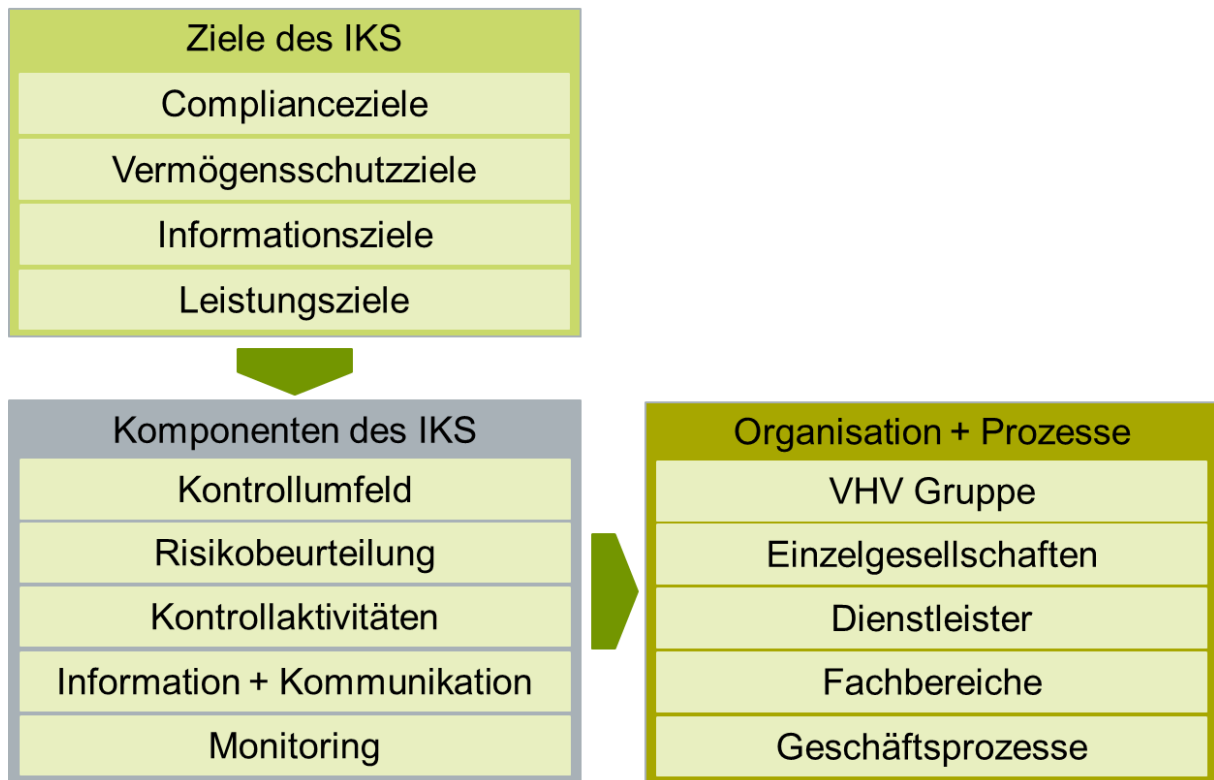 Ziele des IKS
Complianceziele
Vermögensschutzziele
Informationsziele
Leistungsziele
Komponenten des IKS
Kontrollumfeld
Risikobeurteilung
Kontrollaktivitäten
Information + Kommunikation
Monitoring
Organisation + Prozesse
VHV Gruppe
Einzelgesellschaften
Dienstleister
Fachbereiche
Geschäftsprozesse